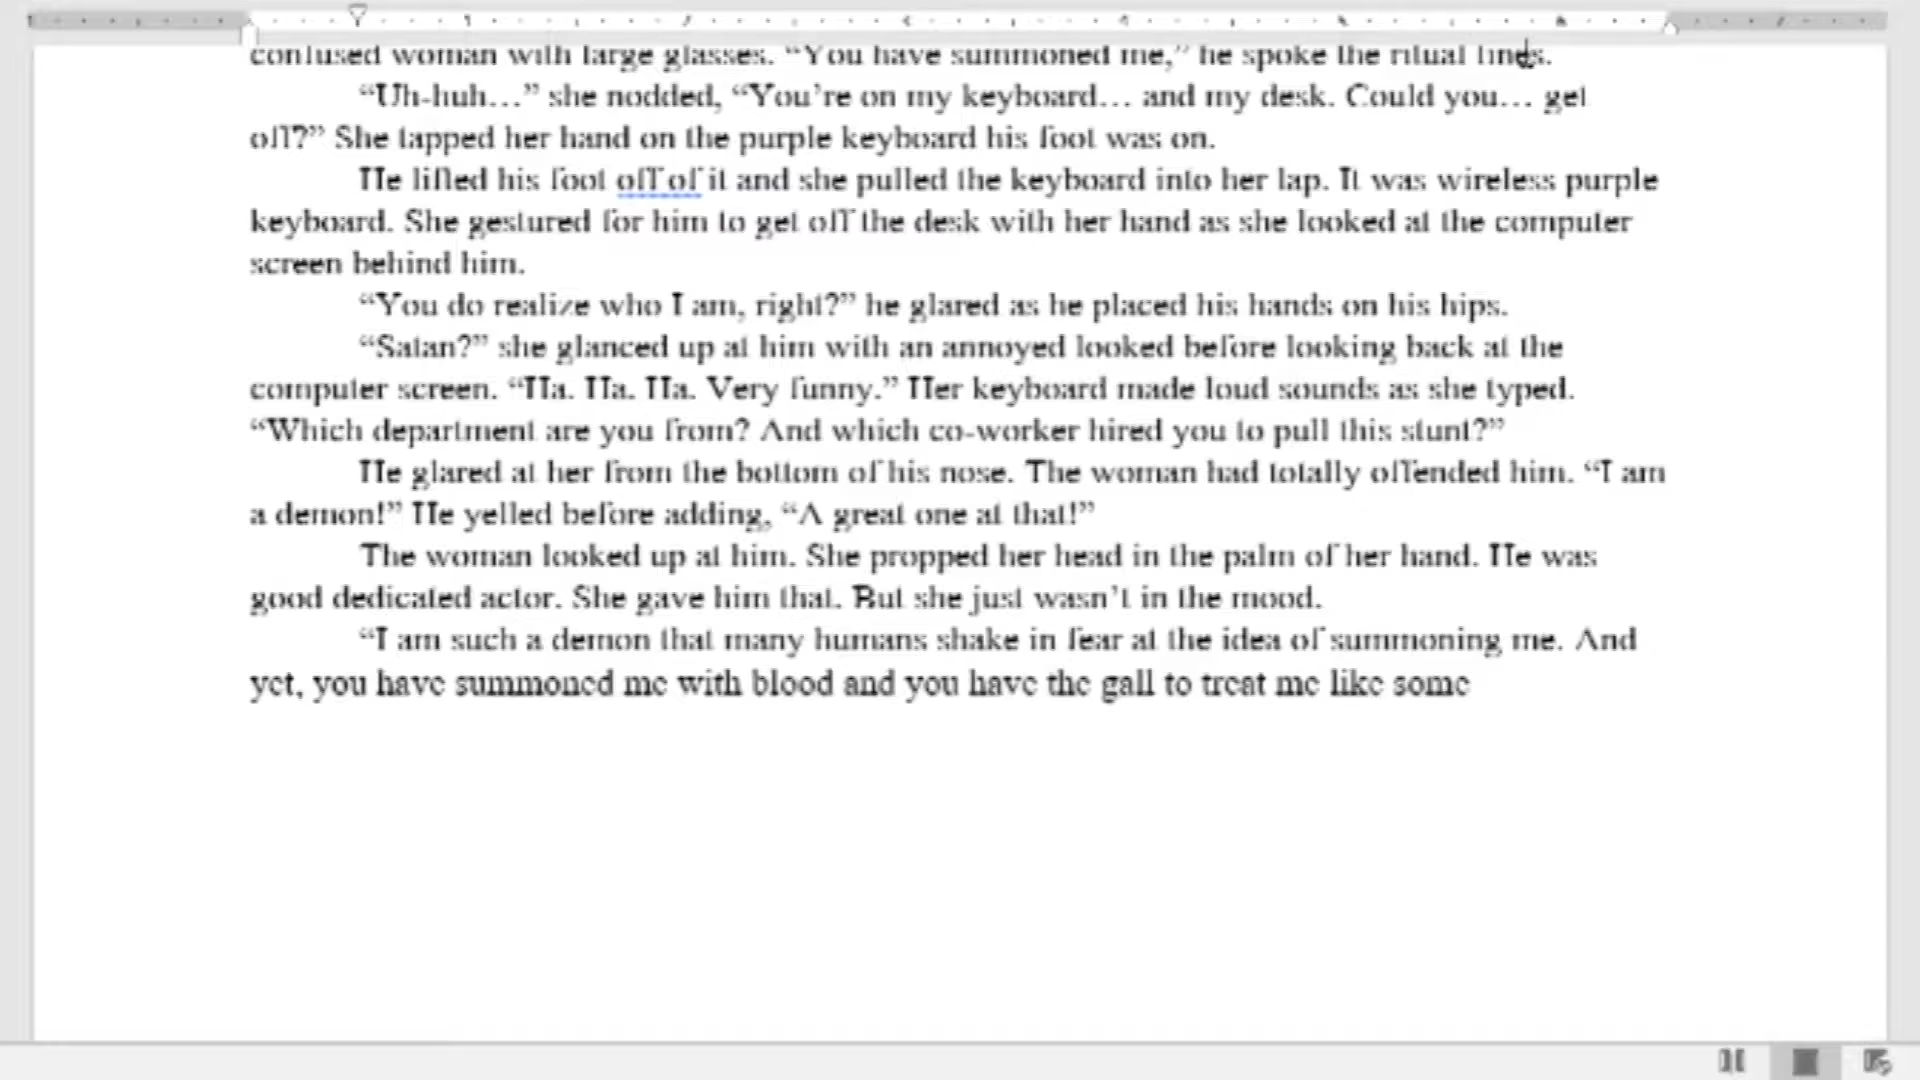 confused woman with large glasses. “You have summoned me,” he spoke the ritual lines.
“Uh-huh…” she nodded, “You’re on my keyboard… and my desk. Could you… get
off?” She tapped her hand on the purple keyboard his foot was on.
He lifted his foot off of it and she pulled the keyboard into her lap. It was wireless purple
keyboard. She gestured for him to get off the desk with her hand as she looked at the computer
screen behind him.
“You do realize who I am, right?” he glared as he placed his hands on his hips.
“Satan?” she glanced up at him with an annoyed looked before looking back at the
computer screen. “Ha. Ha. Ha. Very funny.” Her keyboard made loud sounds as she typed.
“Which department are you from? And which co-worker hired you to pull this stunt?”
He glared at her from the bottom of his nose. The woman had totally offended him. “I am
a demon!” He yelled before adding, “A great one at that!”
The woman looked up at him. She propped her head in the palm of her hand. He was
good dedicated actor. She gave him that. But she just wasn’t in the mood.
“I am such a demon that many humans shake in fear at the idea of summoning me. And
yet, you have summoned me with blood and you have the gall to treat me like some